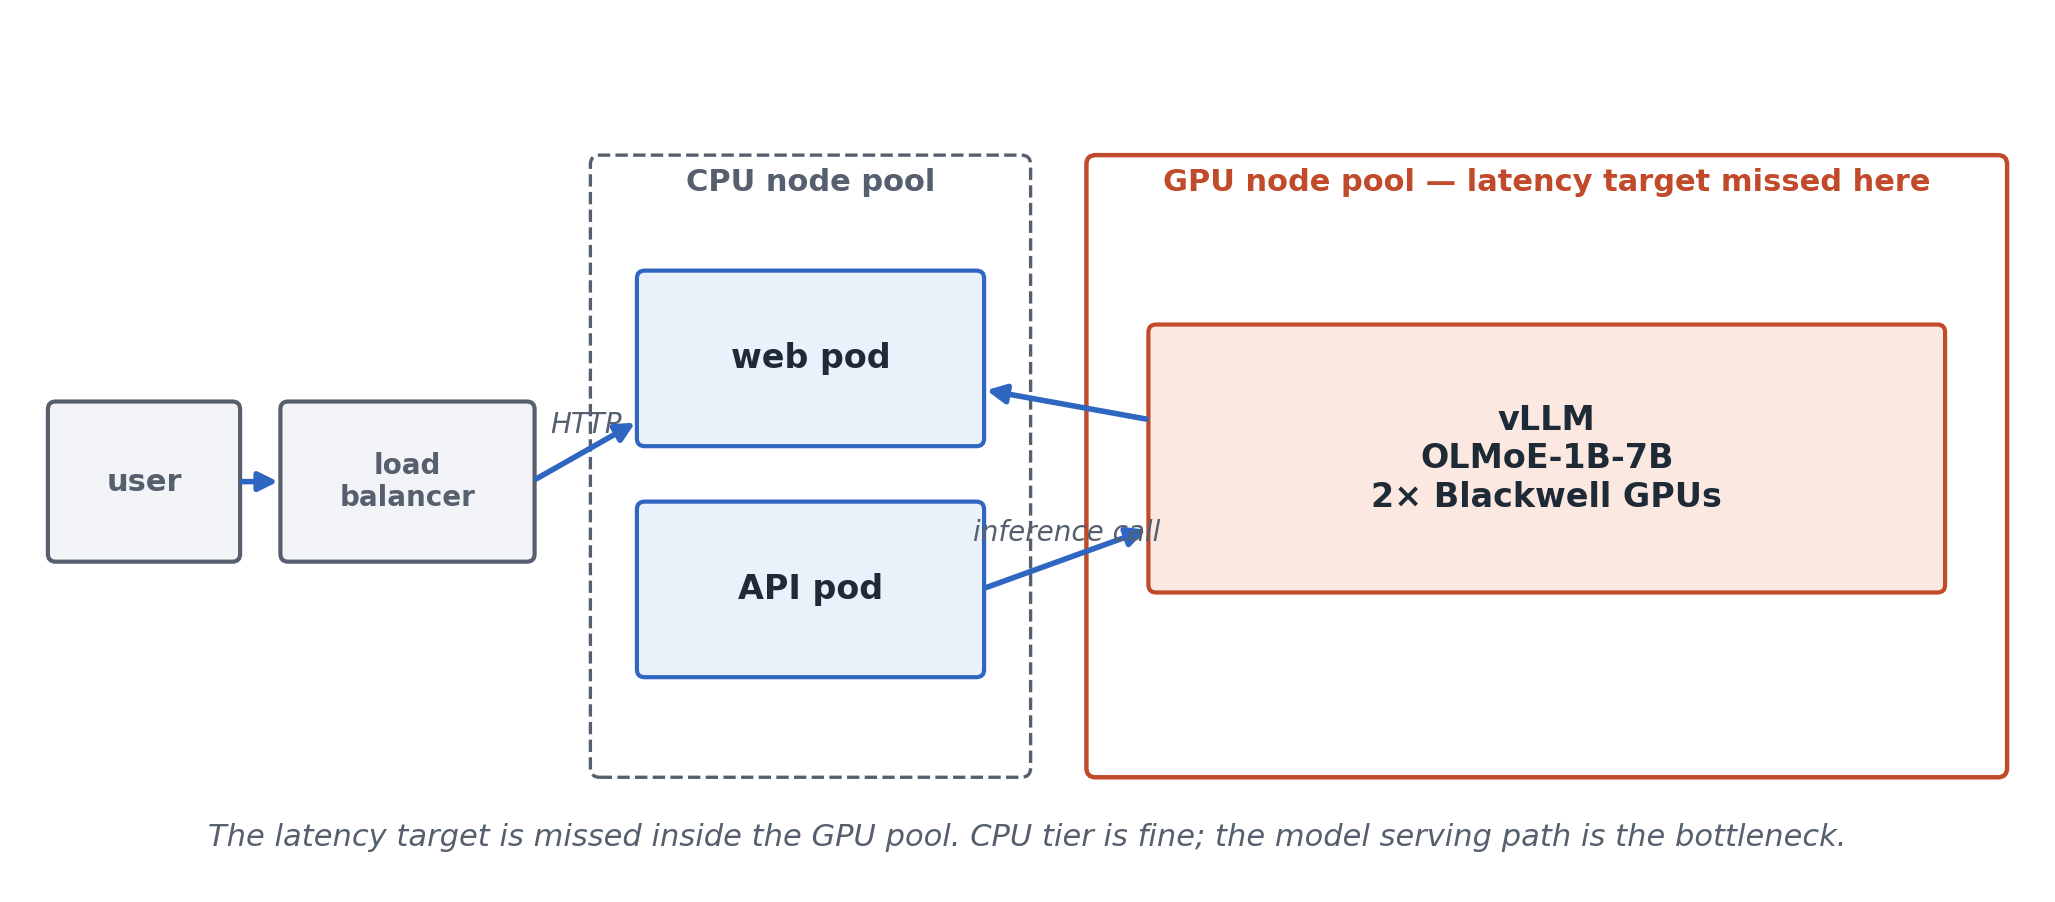 CPU node pool
GPU node pool — latency target missed here
web pod
HTTP
user
load
balancer
vLLM
OLMoE-1B-7B
2× Blackwell GPUs
inference call
API pod
The latency target is missed inside the GPU pool. CPU tier is fine; the model serving path is the bottleneck.